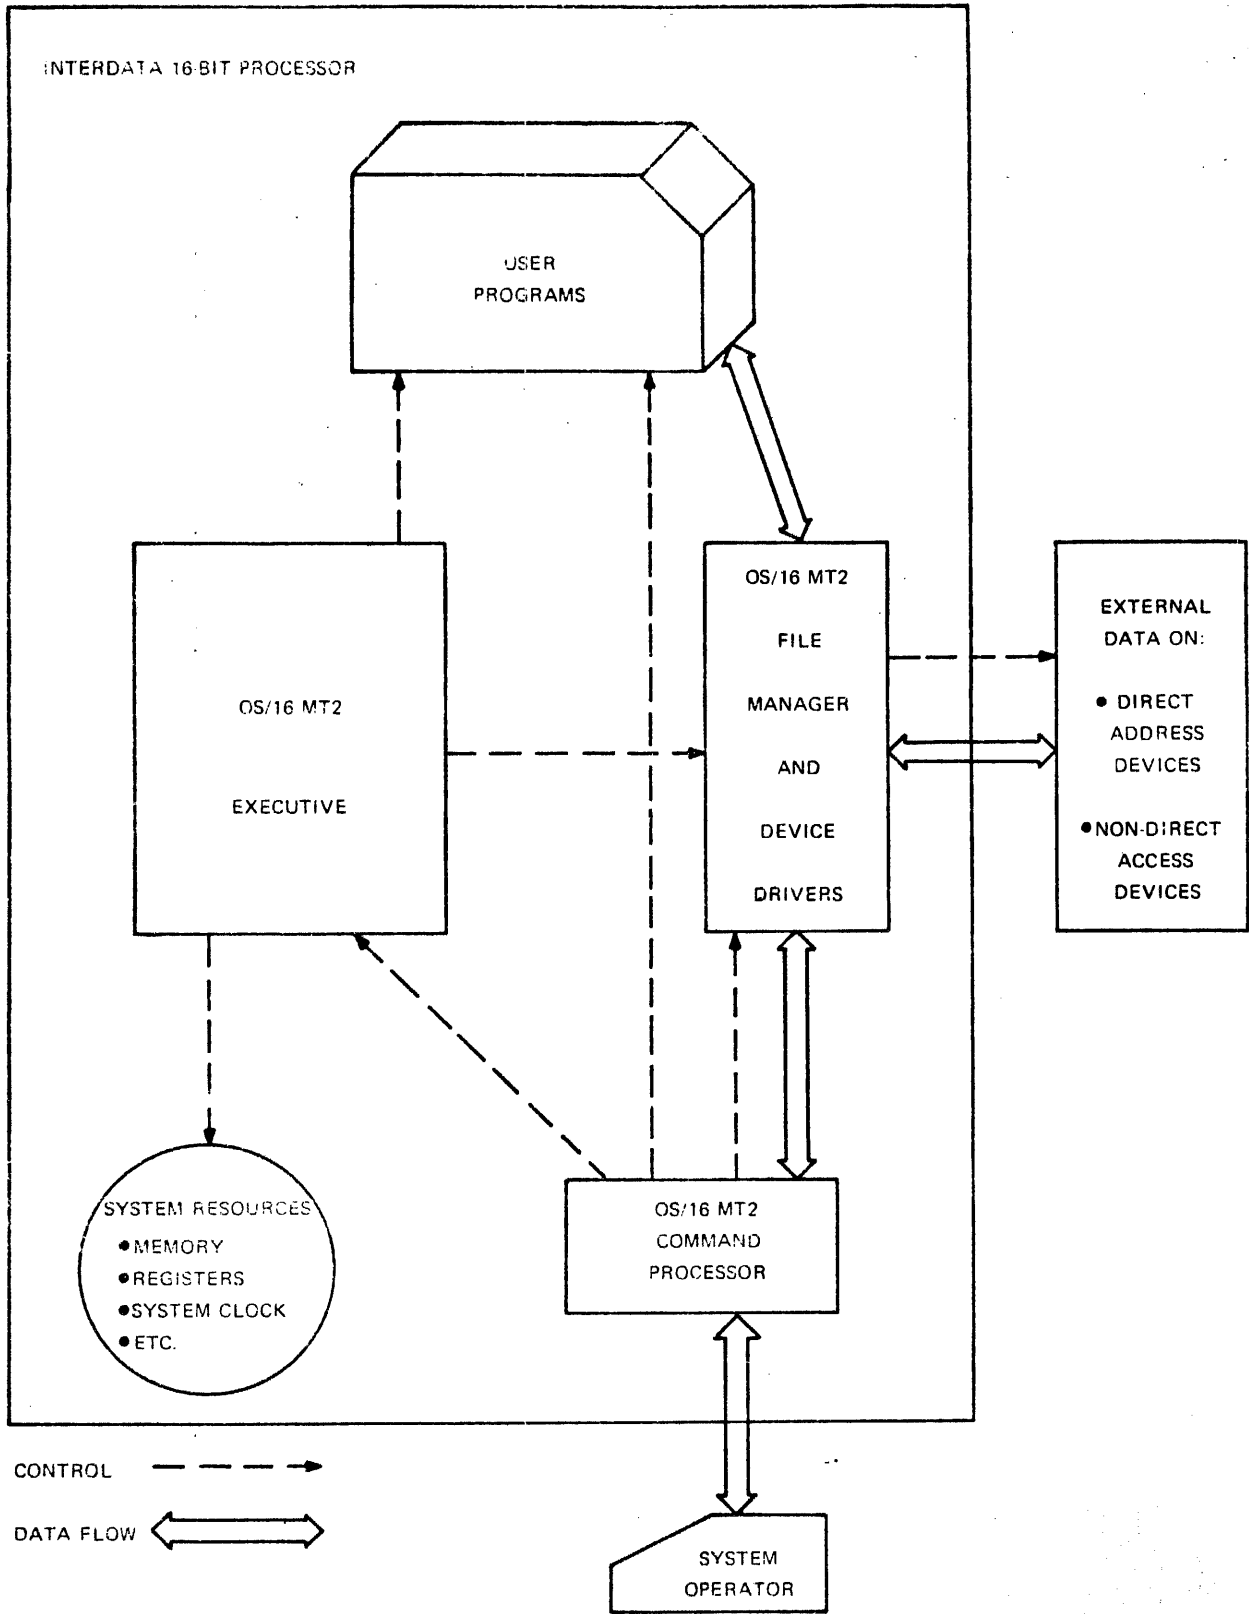 INTERDATA 16-BIT PROCESSOR
USER
PROGRAMS
OS/16 MT2
EXECUTIVE
OS/16 MT2
FILE
MANAGER
AND
DEVICE
DRIVERS
EXTERNAL
DATA ON:
● DIRECT
ADDRESS
DEVICES
● NON-DIRECT
ACCESS
DEVICES
SYSTEM RESOURCES
● MEMORY
● REGISTERS
● SYSTEM CLOCK
● ETC.
OS/16 MT2
COMMAND
PROCESSOR
CONTROL
DATA FLOW
SYSTEM
OPERATOR